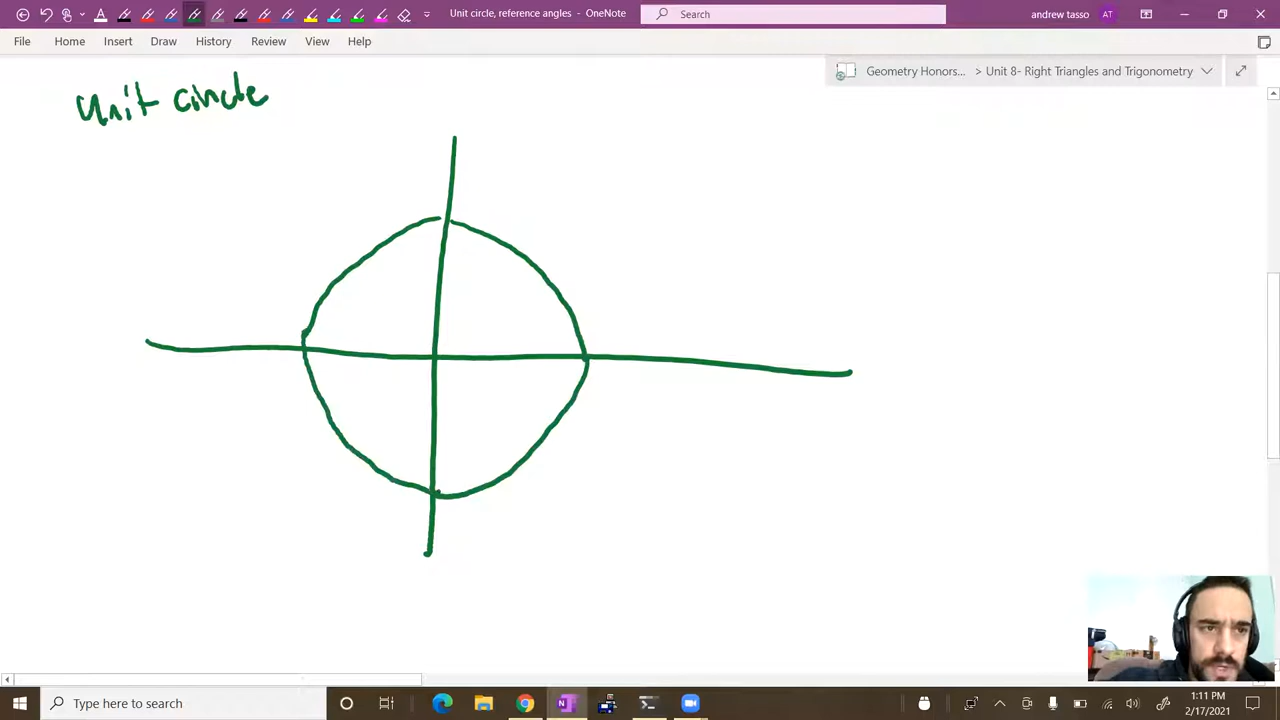 Unit circle, reference angles - OneNote
Search
andrew tasso
AT
File Home Insert Draw History Review View Help
Geometry Honors... > Unit 8- Right Triangles and Trigonometry
Unit circle
Type here to search
1:11 PM
2/17/2021